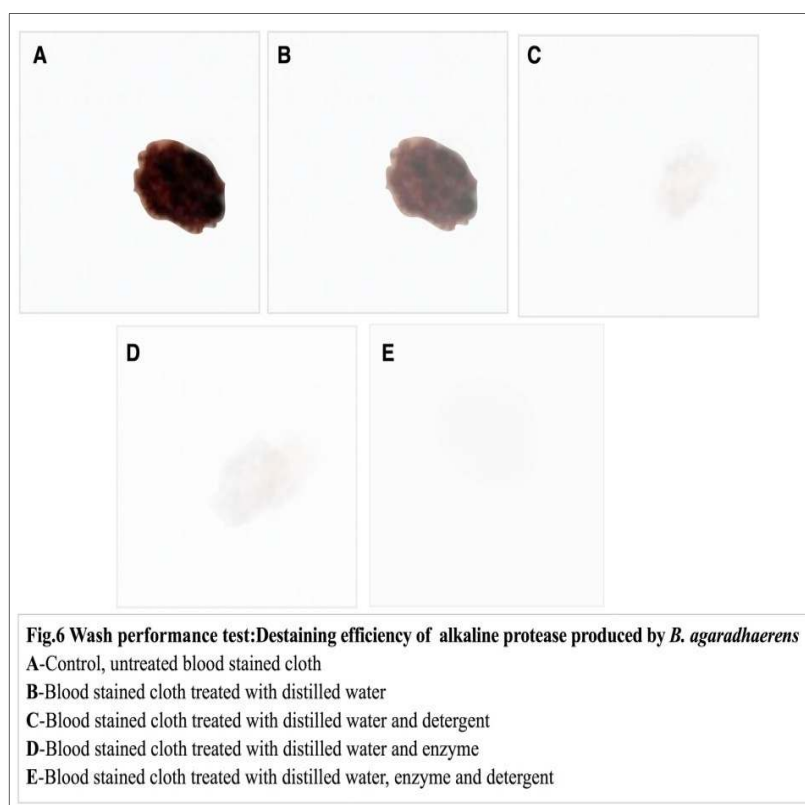 A
B
C
D
E
Fig.6 Wash performance test:Destaining efficiency of alkaline protease produced by B. agaradhaerens
A-Control, untreated blood stained cloth
B-Blood stained cloth treated with distilled water
C-Blood stained cloth treated with distilled water and detergent
D-Blood stained cloth treated with distilled water and enzyme
E-Blood stained cloth treated with distilled water, enzyme and detergent